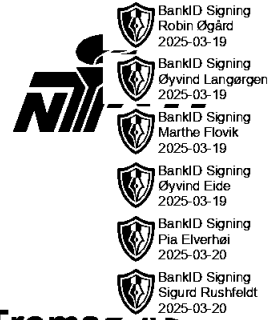 BankID Signing
Robin Øgård
2025-03-19
BankID Signing
Øyvind Langørgen
2025-03-19
BankID Signing
Marthe Flovik
2025-03-19
BankID Signing
Øyvind Eide
2025-03-19
BankID Signing
Pia Elverhøi
2025-03-20
BankID Signing
Sigurd Rushfeldt
2025-03-20